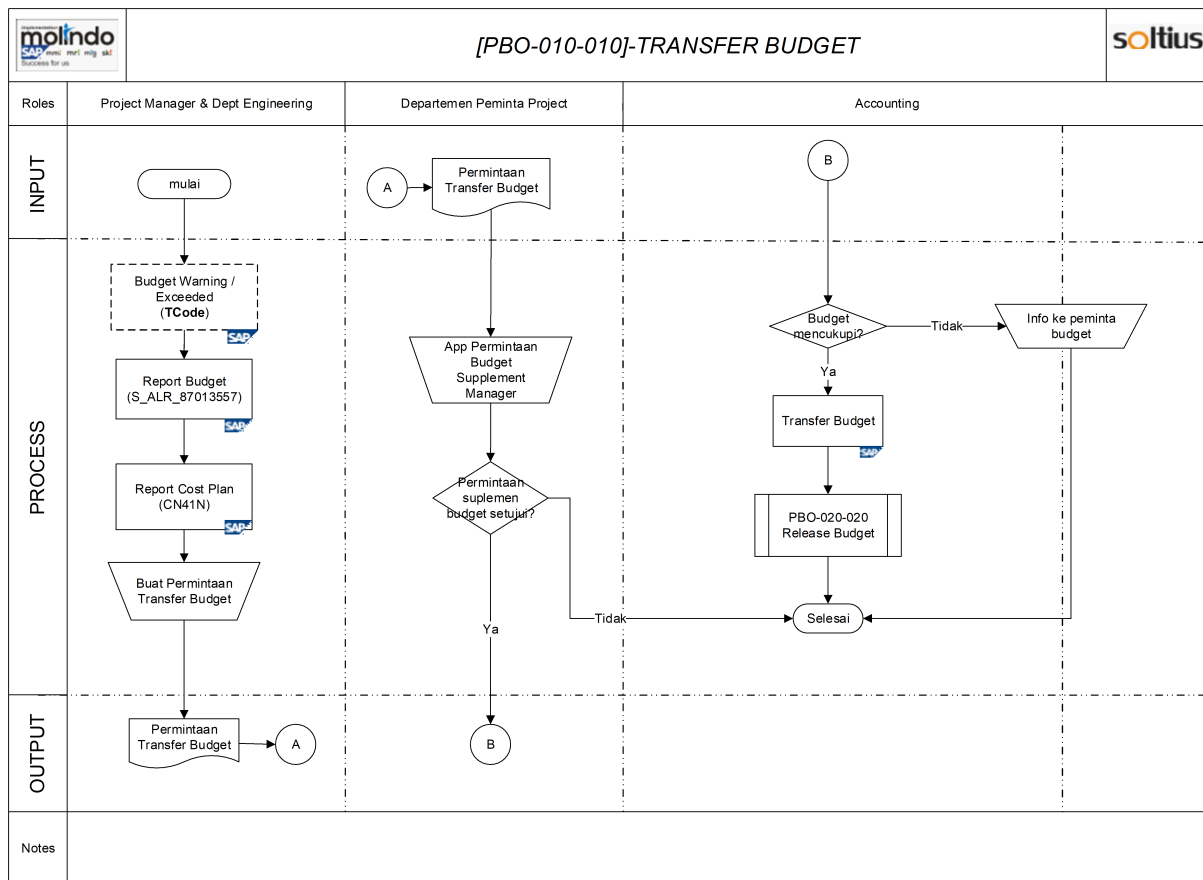 implementation
molindo
SAP mmi mri mlg ski
Success for us
[PBO-010-010]-TRANSFER BUDGET
soltius
Roles
Project Manager & Dept Engineering
Departemen Peminta Project
Accounting
INPUT
mulai
A
Permintaan
Transfer Budget
B
PROCESS
Budget Warning /
Exceeded
(TCode)
SAP
Report Budget
(S_ALR_87013557)
SAP
Report Cost Plan
(CN41N)
SAP
Buat Permintaan
Transfer Budget
App Permintaan
Budget
Supplement
Manager
Permintaan
suplemen
budget setujui?
Ya
Tidak
Budget
mencukupi?
Tidak
Info ke peminta
budget
Ya
Transfer Budget
SAP
PBO-020-020
Release Budget
Selesai
OUTPUT
Permintaan
Transfer Budget
A
B
Notes